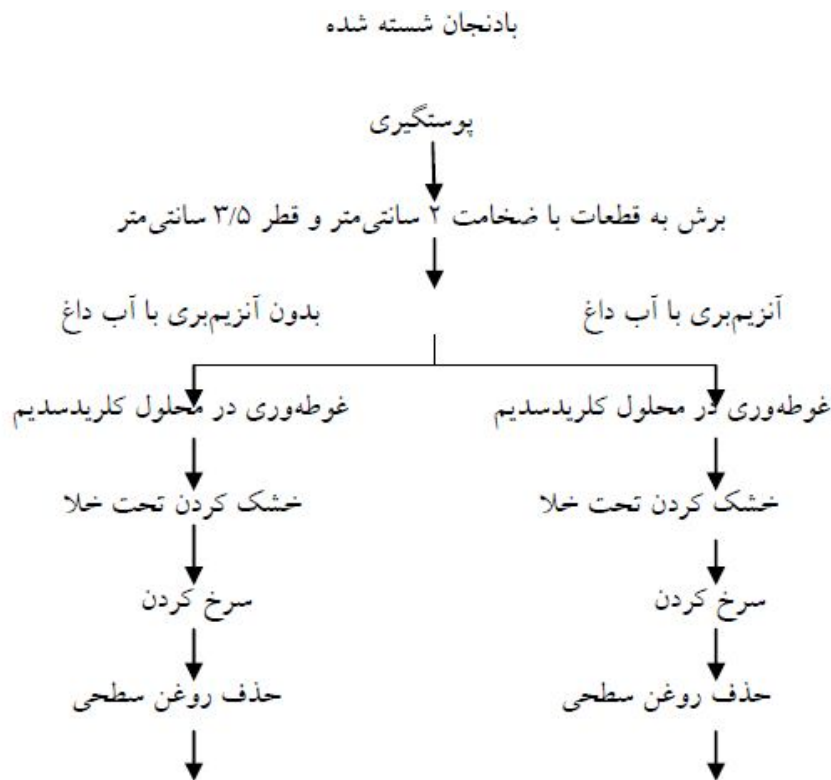 بادنجان شسته شده
پوستگیری
برش به قطعات با ضخامت ۲ سانتی‌متر و قطر ۳/۵ سانتی‌متر
آنزیم‌بری با آب داغ
بدون آنزیم‌بری با آب داغ
غوطه‌وری در محلول کلریدسدیم
غوطه‌وری در محلول کلریدسدیم
خشک کردن تحت خلا
خشک کردن تحت خلا
سرخ کردن
سرخ کردن
حذف روغن سطحی
حذف روغن سطحی